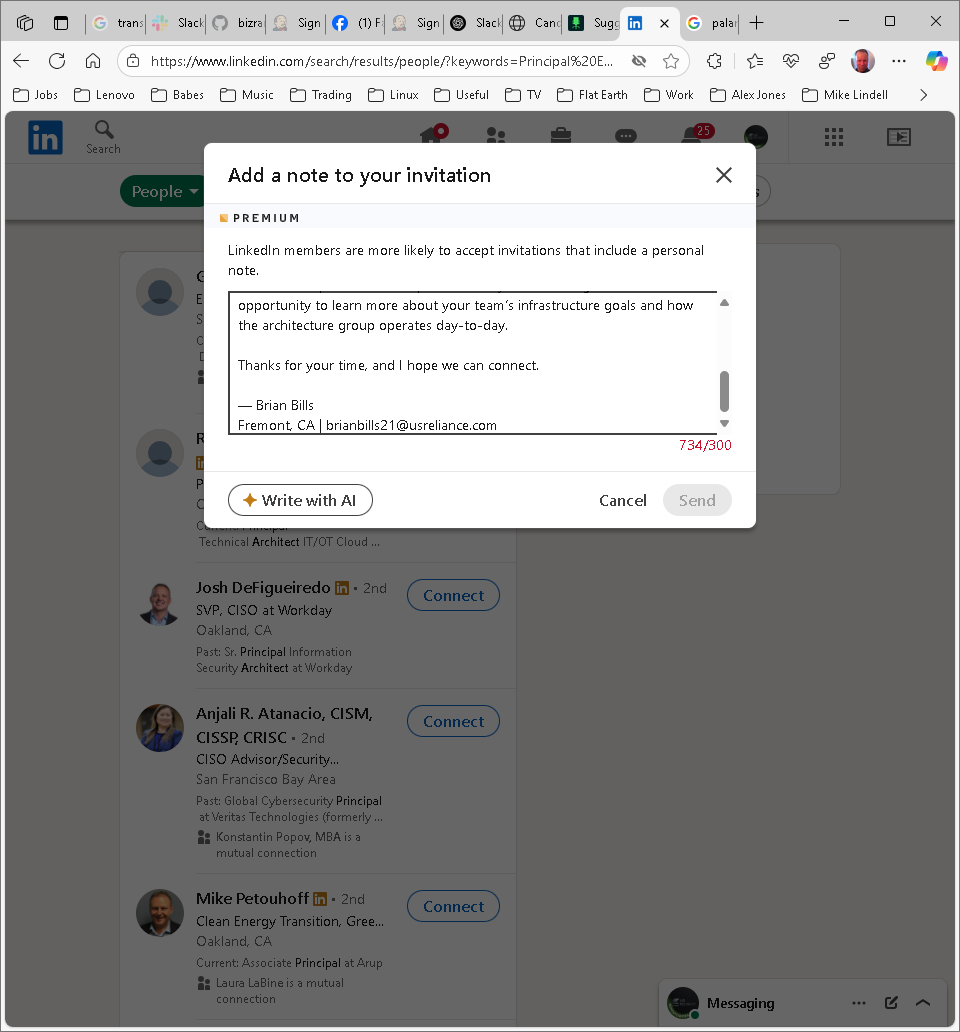 trans
Slack
bizra
Sign
(1) F
Sign
Slack
Canc
Sugg
in
palan
https://www.linkedin.com/search/results/people/?keywords=Principal%20E...
Jobs
Lenovo
Babes
Music
Trading
Linux
Useful
TV
Flat Earth
Work
Alex Jones
Mike Lindell
in
Search
25
People
Add a note to your invitation
PREMIUM
LinkedIn members are more likely to accept invitations that include a personal
note.
opportunity to learn more about your team's infrastructure goals and how
the architecture group operates day-to-day.
Thanks for your time, and I hope we can connect.
— Brian Bills
Fremont, CA | brianbills21@usreliance.com
734/300
Write with AI
Cancel
Send
Technical Architect IT/OT Cloud ...
Josh DeFigueiredo in • 2nd
Connect
SVP, CISO at Workday
Oakland, CA
Past: Sr. Principal Information
Security Architect at Workday
Anjali R. Atanacio, CISM,
CISSP, CRISC • 2nd
Connect
CISO Advisor/Security...
San Francisco Bay Area
Past: Global Cybersecurity Principal
at Veritas Technologies (formerly ...
Konstantin Popov, MBA is a
mutual connection
Mike Petouhoff in • 2nd
Connect
Clean Energy Transition, Gree...
Oakland, CA
Current: Associate Principal at Arup
Laura LaBine is a mutual
connection
Messaging